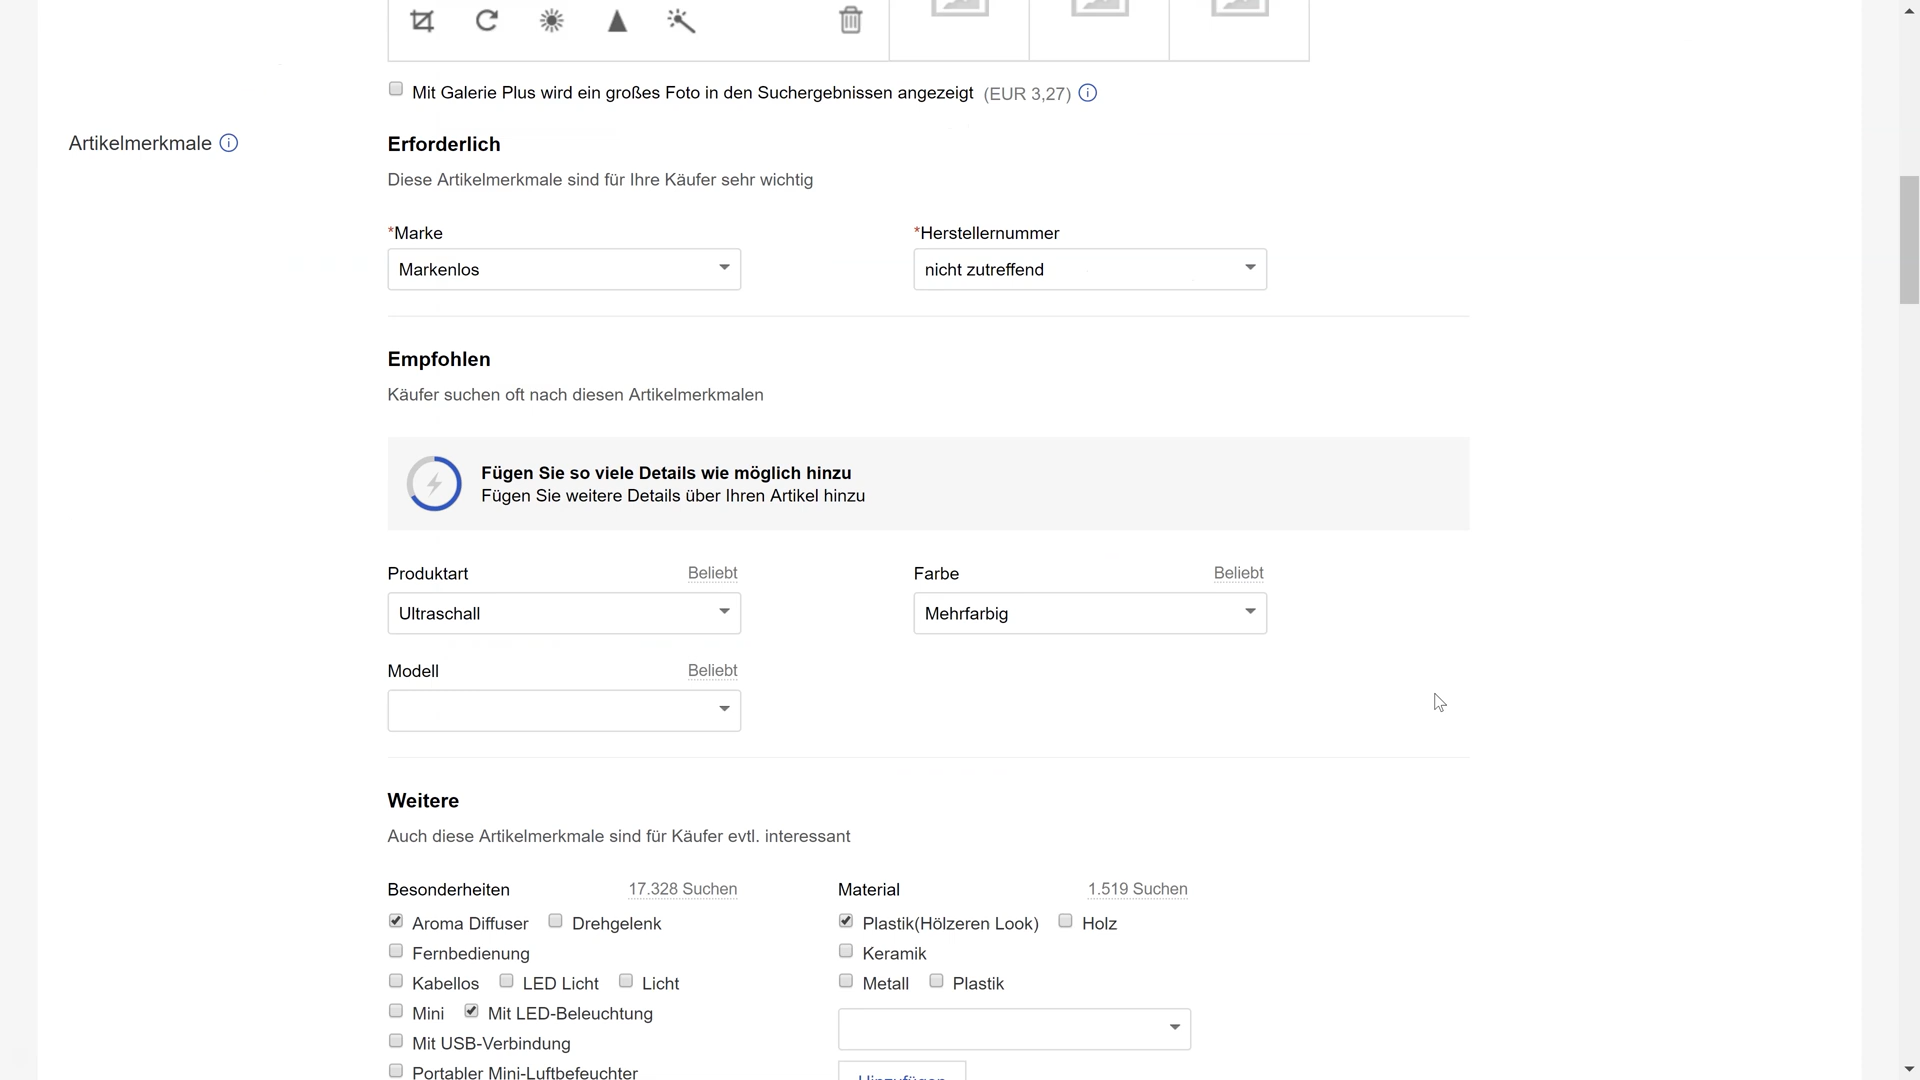 Mit Galerie Plus wird ein großes Foto in den Suchergebnissen angezeigt (EUR 3,27)
Artikelmerkmale
Erforderlich
Diese Artikelmerkmale sind für Ihre Käufer sehr wichtig
*Marke
*Herstellernummer
Markenlos
nicht zutreffend
Empfohlen
Käufer suchen oft nach diesen Artikelmerkmalen
Fügen Sie so viele Details wie möglich hinzu
Fügen Sie weitere Details über Ihren Artikel hinzu
Produktart Beliebt
Farbe Beliebt
Ultraschall
Mehrfarbig
Modell Beliebt
Weitere
Auch diese Artikelmerkmale sind für Käufer evtl. interessant
Besonderheiten 17.328 Suchen
Material 1.519 Suchen
Aroma Diffuser Drehgelenk
Plastik(Hölzeren Look) Holz
Fernbedienung
Keramik
Kabellos LED Licht Licht
Metall Plastik
Mini Mit LED-Beleuchtung
Mit USB-Verbindung
Portabler Mini-Luftbefeuchter
Hinzufügen